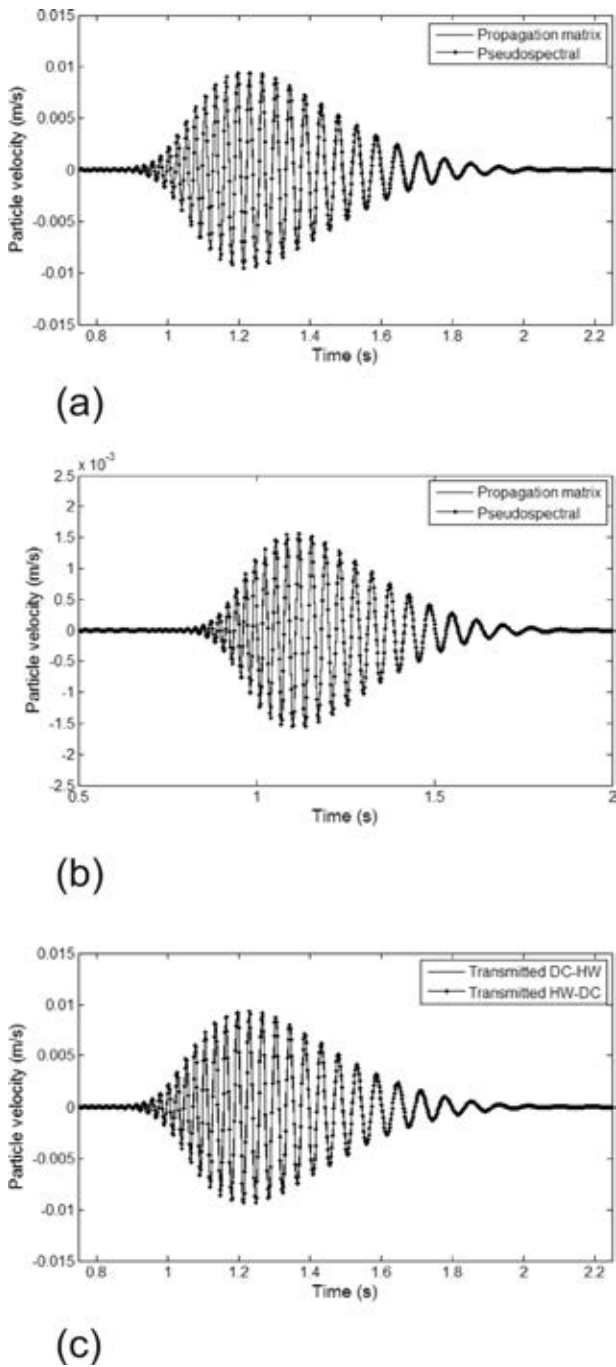 0.015
Propagation matrix
Pseudospectral
0.01
0.005
0
-0.005
-0.01
-0.015
Particle velocity (m/s)
0.8 1 1.2 1.4 1.6 1.8 2 2.2
Time (s)
(a)
x 10⁻³
2.5
Propagation matrix
Pseudospectral
2
1.5
1
0.5
0
-0.5
-1
-1.5
-2
-2.5
Particle velocity (m/s)
0.5 1 1.5 2
Time (s)
(b)
0.015
Transmitted DC-HW
Transmitted HW-DC
0.01
0.005
0
-0.005
-0.01
-0.015
Particle velocity (m/s)
0.8 1 1.2 1.4 1.6 1.8 2 2.2
Time (s)
(c)